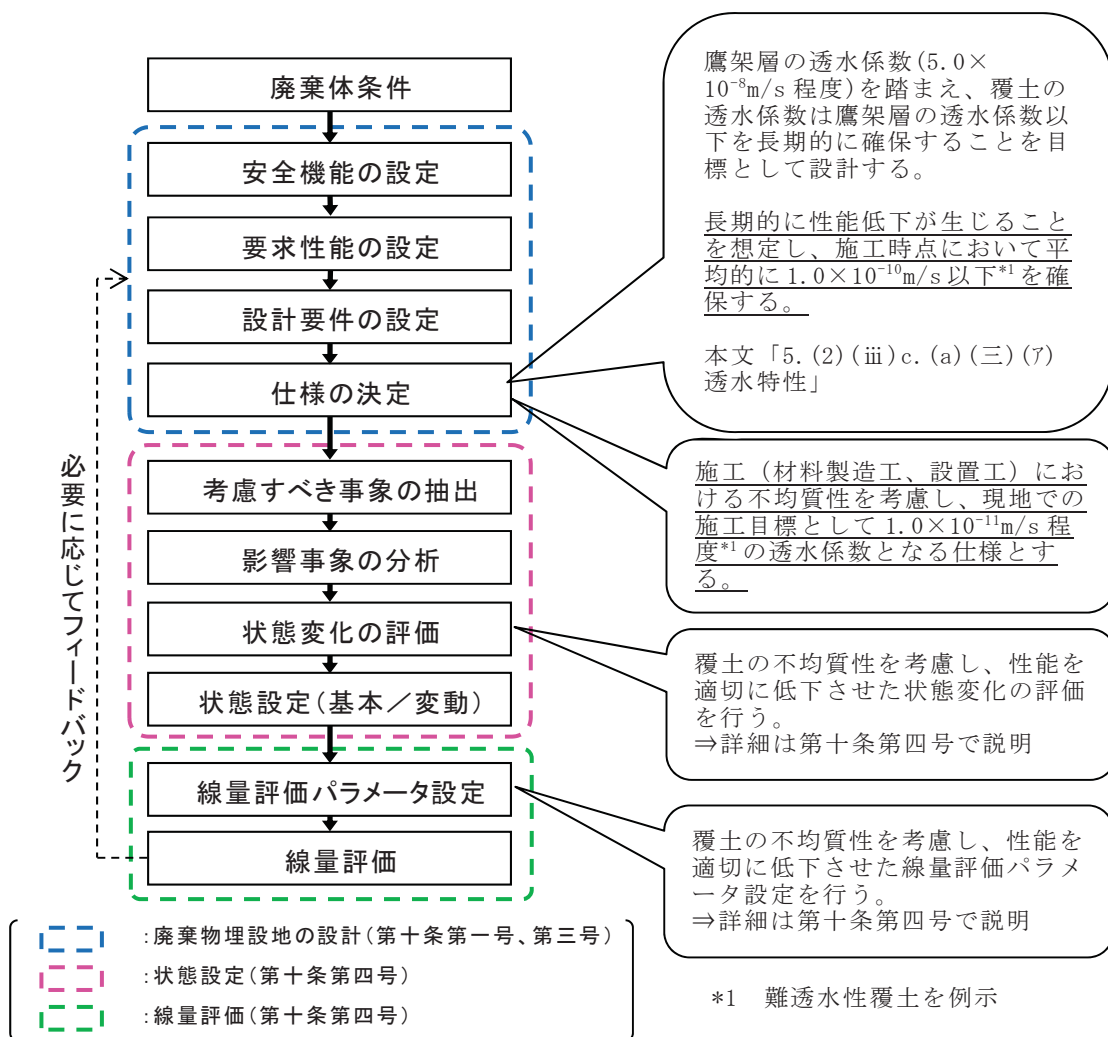 廃棄体条件
安全機能の設定
要求性能の設定
設計要件の設定
仕様の決定
考慮すべき事象の抽出
影響事象の分析
状態変化の評価
状態設定(基本／変動)
線量評価パラメータ設定
線量評価
必要に応じてフィードバック
鷹架層の透水係数(5.0×
10⁻⁸m/s 程度)を踏まえ、覆土の
透水係数は鷹架層の透水係数以
下を長期的に確保することを目
標として設計する。
長期的に性能低下が生じること
を想定し、施工時点において平
均的に 1.0×10⁻¹⁰m/s 以下*1 を確
保する。
本文「5.(2)(ⅲ)c.(a)(三)(ｱ)
透水特性」
施工（材料製造工、設置工）にお
ける不均質性を考慮し、現地での
施工目標として 1.0×10⁻¹¹m/s 程
度*1 の透水係数となる仕様とす
る。
覆土の不均質性を考慮し、性能を
適切に低下させた状態変化の評価
を行う。
⇒詳細は第十条第四号で説明
覆土の不均質性を考慮し、性能を
適切に低下させた線量評価パラメ
ータ設定を行う。
⇒詳細は第十条第四号で説明
:廃棄物埋設地の設計(第十条第一号、第三号)
:状態設定(第十条第四号)
:線量評価(第十条第四号)
*1　難透水性覆土を例示